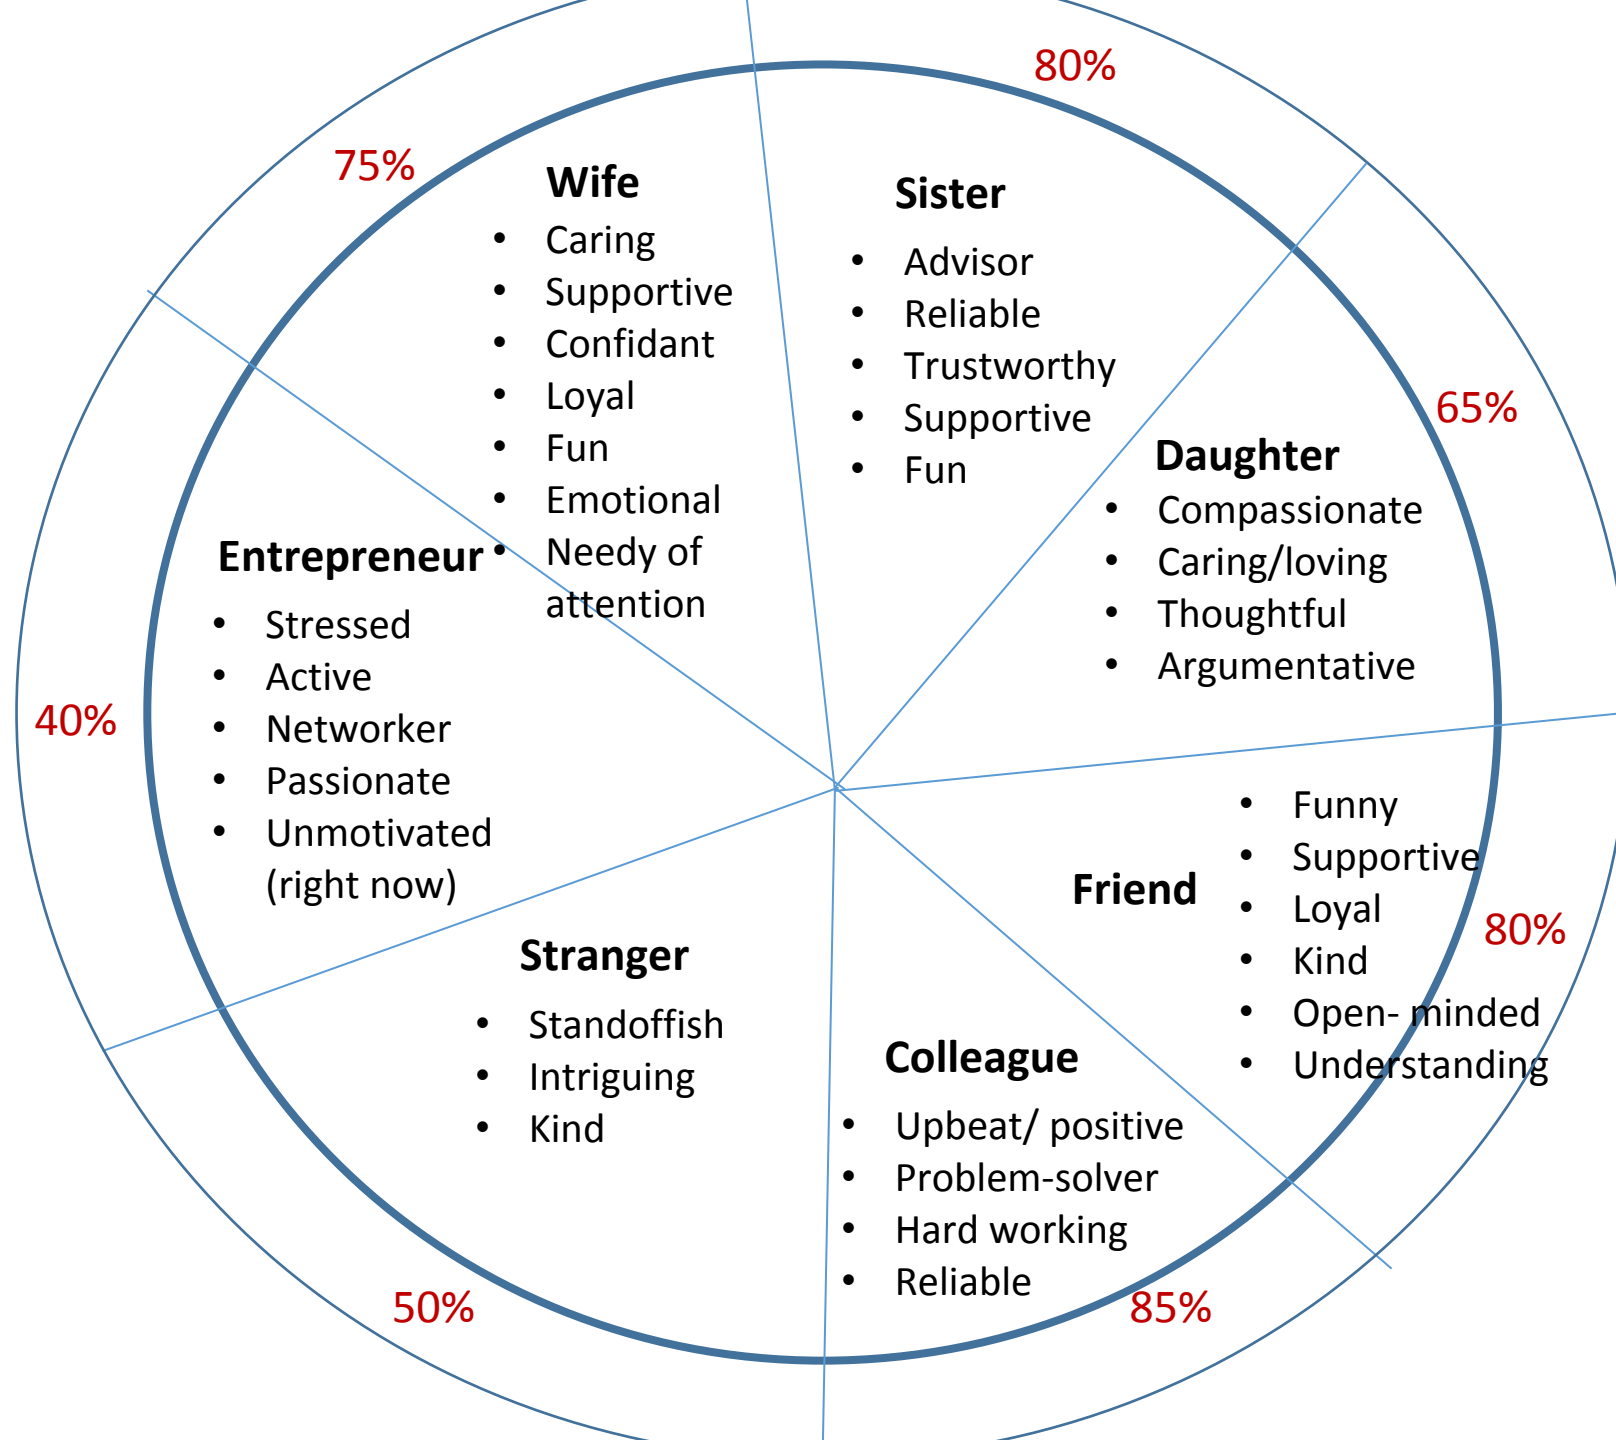 80%
75%
Wife
• Caring
• Supportive
• Confidant
• Loyal
• Fun
• Emotional
• Needy of
attention
Sister
• Advisor
• Reliable
• Trustworthy
• Supportive
• Fun
65%
Daughter
• Compassionate
• Caring/loving
• Thoughtful
• Argumentative
Entrepreneur
• Stressed
• Active
• Networker
• Passionate
• Unmotivated
(right now)
40%
Friend
• Funny
• Supportive
• Loyal
• Kind
• Open- minded
• Understanding
80%
Stranger
• Standoffish
• Intriguing
• Kind
50%
Colleague
• Upbeat/ positive
• Problem-solver
• Hard working
• Reliable
85%